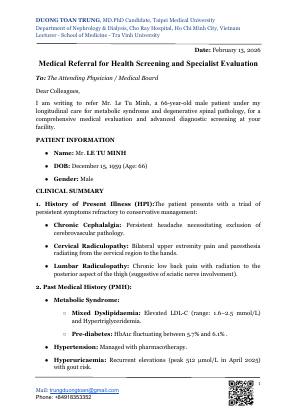 DUONG TOAN TRUNG, MD.PhD Candidate, Taipei Medical University
Department of Nephrology & Dialysis, Cho Ray Hospital, Ho Chi Minh City, Vietnam
Lecturer - School of Medicine - Tra Vinh University
Date: February 13, 2026
Medical Referral for Health Screening and Specialist Evaluation
To: The Attending Physician / Medical Board
Dear Colleagues,
I am writing to refer Mr. Le Tu Minh, a 66-year-old male patient under my
longitudinal care for metabolic syndrome and degenerative spinal pathology, for a
comprehensive medical evaluation and advanced diagnostic screening at your
facility.
PATIENT INFORMATION
● Name: Mr. LE TU MINH
● DOB: December 15, 1959 (Age: 66)
● Gender: Male
CLINICAL SUMMARY
1. History of Present Illness (HPI):The patient presents with a triad of
persistent symptoms refractory to conservative management:
● Chronic Cephalalgia: Persistent headache necessitating exclusion of
cerebrovascular pathology.
● Cervical Radiculopathy: Bilateral upper extremity pain and paresthesia
radiating from the cervical region to the hands.
● Lumbar Radiculopathy: Chronic low back pain with radiation to the
posterior aspect of the thigh (suggestive of sciatic nerve involvement).
2. Past Medical History (PMH):
● Metabolic Syndrome:
○ Mixed Dyslipidaemia: Elevated LDL-C (range: 1.6–2.5 mmol/L)
and Hypertriglyceridemia.
○ Pre-diabetes: HbA1c fluctuating between 5.7% and 6.1% .
● Hypertension: Managed with pharmacotherapy.
● Hyperuricaemia: Recurrent elevations (peak 512 µmol/L in April 2025)
with gout risk.
1
Mail: trungduongtoan@gmail.com
Phone: +84918353352